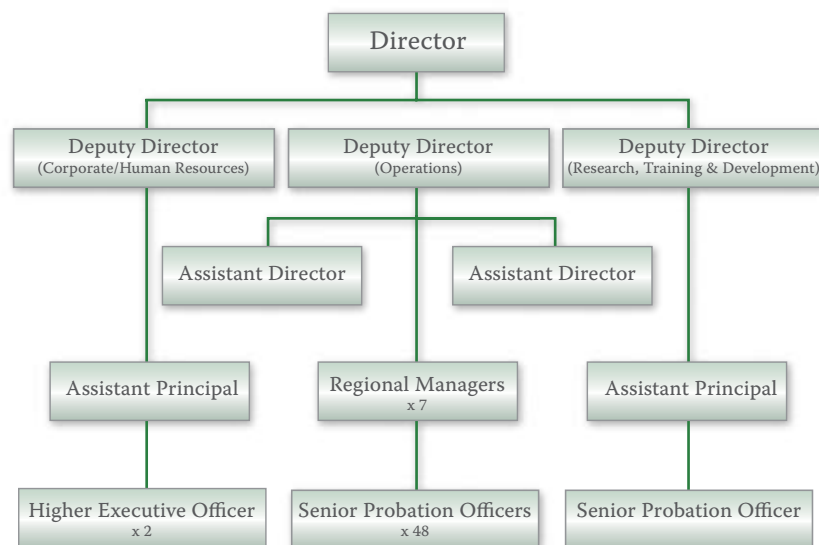 Director
Deputy Director
(Corporate/Human Resources)
Deputy Director
(Operations)
Deputy Director
(Research, Training & Development)
Assistant Director
Assistant Director
Assistant Principal
Regional Managers
x 7
Assistant Principal
Higher Executive Officer
x 2
Senior Probation Officers
x 48
Senior Probation Officer